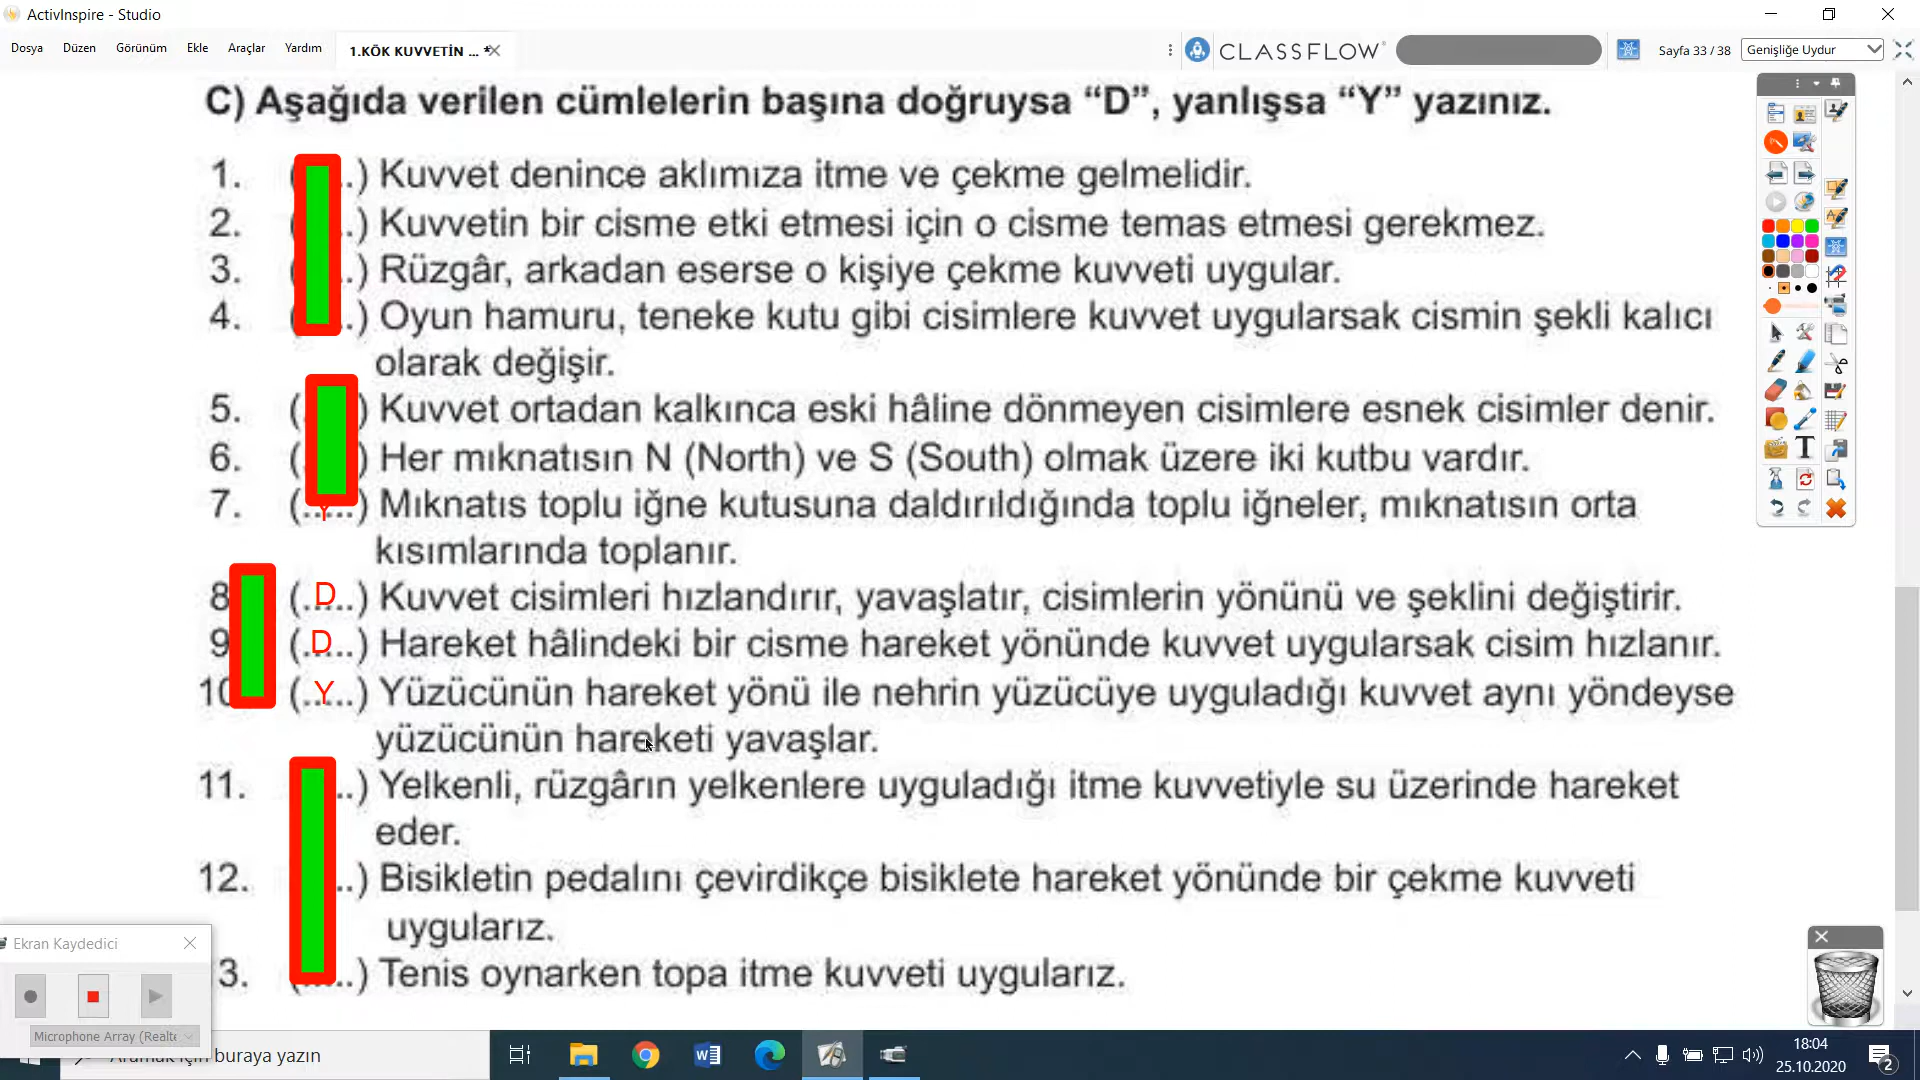 ActivInspire - Studio
Dosya Düzen Görünüm Ekle Araçlar Yardım 1.KÖK KUVVETİN ... * CLASSFLOW Sayfa 33 / 38 Genişliğe Uydur
C) Aşağıda verilen cümlelerin başına doğruysa “D”, yanlışsa “Y” yazınız.
1. ..) Kuvvet denince aklımıza itme ve çekme gelmelidir.
2. ..) Kuvvetin bir cisme etki etmesi için o cisme temas etmesi gerekmez.
3. ..) Rüzgâr, arkadan eserse o kişiye çekme kuvveti uygular.
4. ..) Oyun hamuru, teneke kutu gibi cisimlere kuvvet uygularsak cismin şekli kalıcı
olarak değişir.
5. ( ) Kuvvet ortadan kalkınca eski hâline dönmeyen cisimlere esnek cisimler denir.
6. ( ) Her mıknatısın N (North) ve S (South) olmak üzere iki kutbu vardır.
7. (..Y...) Mıknatıs toplu iğne kutusuna daldırıldığında toplu iğneler, mıknatısın orta
kısımlarında toplanır.
8 (..D...) Kuvvet cisimleri hızlandırır, yavaşlatır, cisimlerin yönünü ve şeklini değiştirir.
9 (..D...) Hareket hâlindeki bir cisme hareket yönünde kuvvet uygularsak cisim hızlanır.
10 (..Y...) Yüzücünün hareket yönü ile nehrin yüzücüye uyguladığı kuvvet aynı yöndeyse
yüzücünün hareketi yavaşlar.
11. ..) Yelkenli, rüzgârın yelkenlere uyguladığı itme kuvvetiyle su üzerinde hareket
eder.
12. ..) Bisikletin pedalını çevirdikçe bisiklete hareket yönünde bir çekme kuvveti
uygularız.
3. (...) Tenis oynarken topa itme kuvveti uygularız.
Ekran Kaydedici
Microphone Array
buraya yazın
18:04
25.10.2020
2